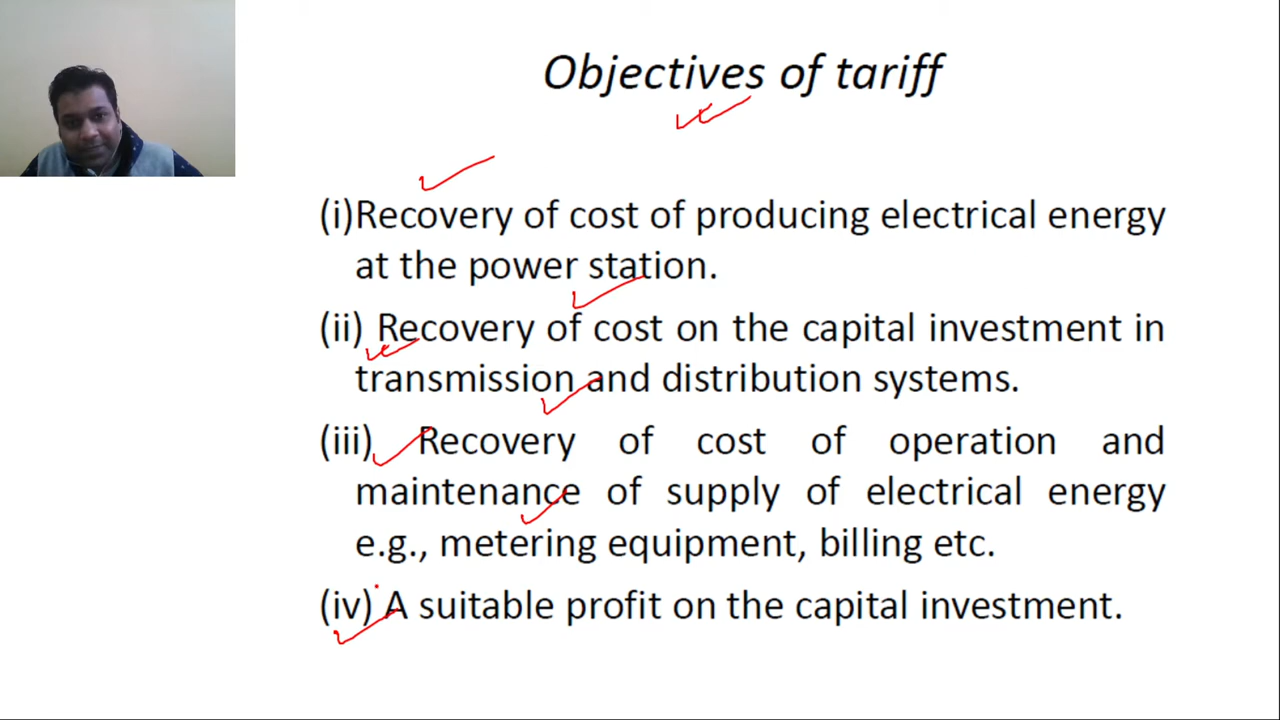 Objectives of tariff
(i)Recovery of cost of producing electrical energy
at the power station.
(ii) Recovery of cost on the capital investment in
transmission and distribution systems.
(iii) Recovery of cost of operation and
maintenance of supply of electrical energy
e.g., metering equipment, billing etc.
(iv) A suitable profit on the capital investment.